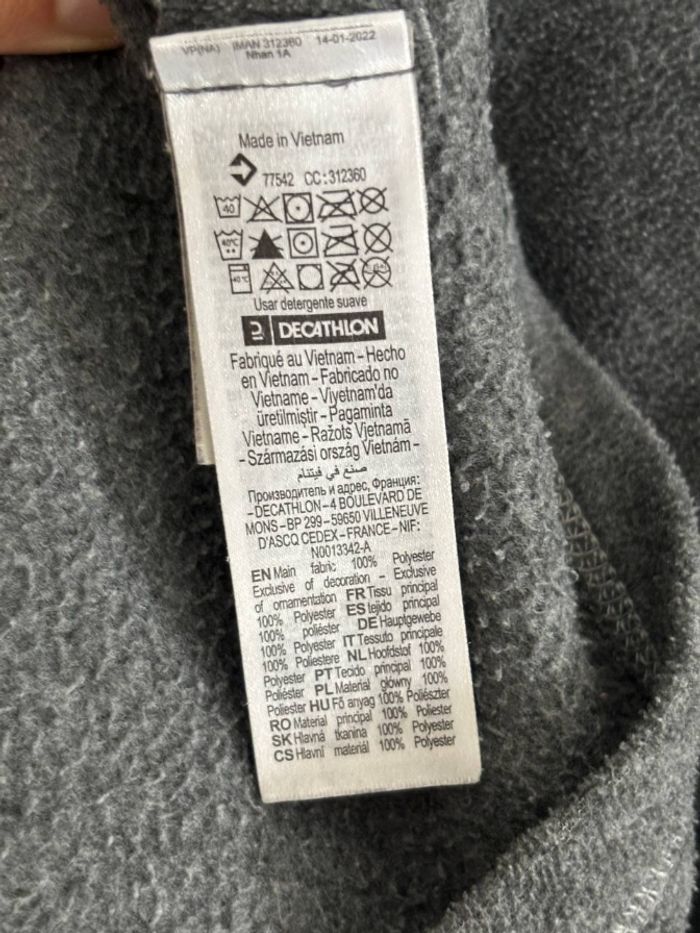 VP(NA) IMAN 312360 14-01-2022
Nhan 1A
Made in Vietnam
77542 CC:312360
40
40°C
40°C
Usar detergente suave
DECATHLON
Fabriqué au Vietnam - Hecho
en Vietnam - Fabricado no
Vietname - Viyetnam'da
üretilmiştir - Pagaminta
Vietname - Ražots Vjetnamā
- Származási ország Vietnám -
صنع في فيتنام
Производитель и адрес, Франция:
-DECATHLON-4 BOULEVARD DE
MONS-BP 299-59650 VILLENEUVE
D'ASCQ CEDEX-FRANCE-NIF:
N0013342-A
EN Main fabric 100% Polyester
Exclusive of decoration - Exclusive
of ornamentation FR Tissu principal
100% Polyester ES tejido principal
100% poliéster DE Hauptgewebe
100% Polyester IT Tessuto principale
100% Poliestere NL Hoofdstof 100%
Polyester PT Tecido principal 100%
Poliéster PL Materiał główny 100%
Poliester HU Fő anyag 100% Poliészter
RO Material principal 100% Poliester
SK Hlavná tkanina 100% Polyester
CS Hlavní materiál 100% Polyester